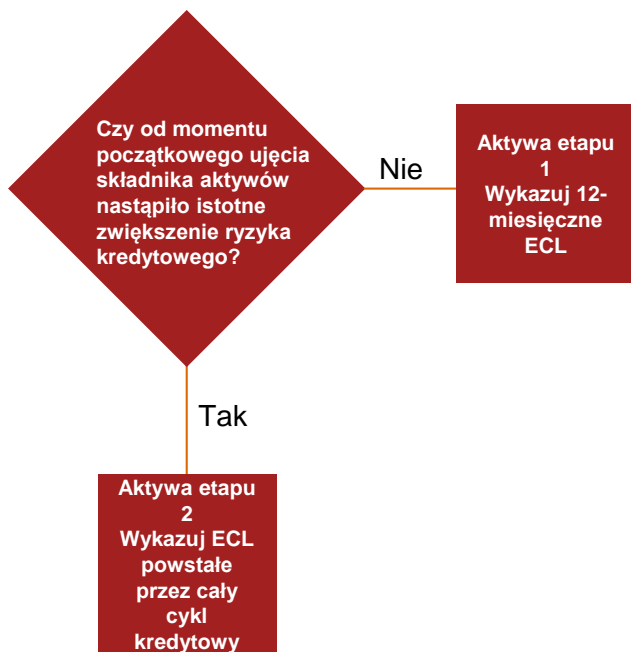 Czy od momentu
początkowego ujęcia
składnika aktywów
nastąpiło istotne
zwiększenie ryzyka
kredytowego?
Nie
Aktywa etapu
1
Wykazuj 12-
miesięczne
ECL
Tak
Aktywa etapu
2
Wykazuj ECL
powstałe
przez cały
cykl
kredytowy